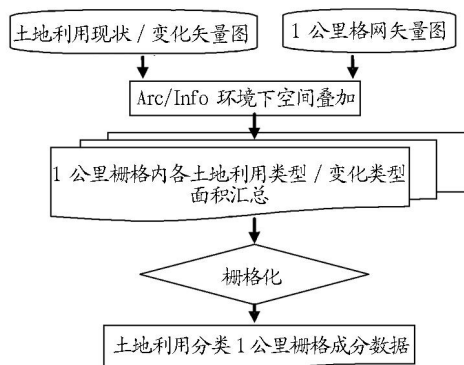 土地利用现状/变化矢量图
1公里格网矢量图
Arc/Info 环境下空间叠加
1公里栅格内各土地利用类型/变化类型
面积汇总
栅格化
土地利用分类1公里栅格成分数据